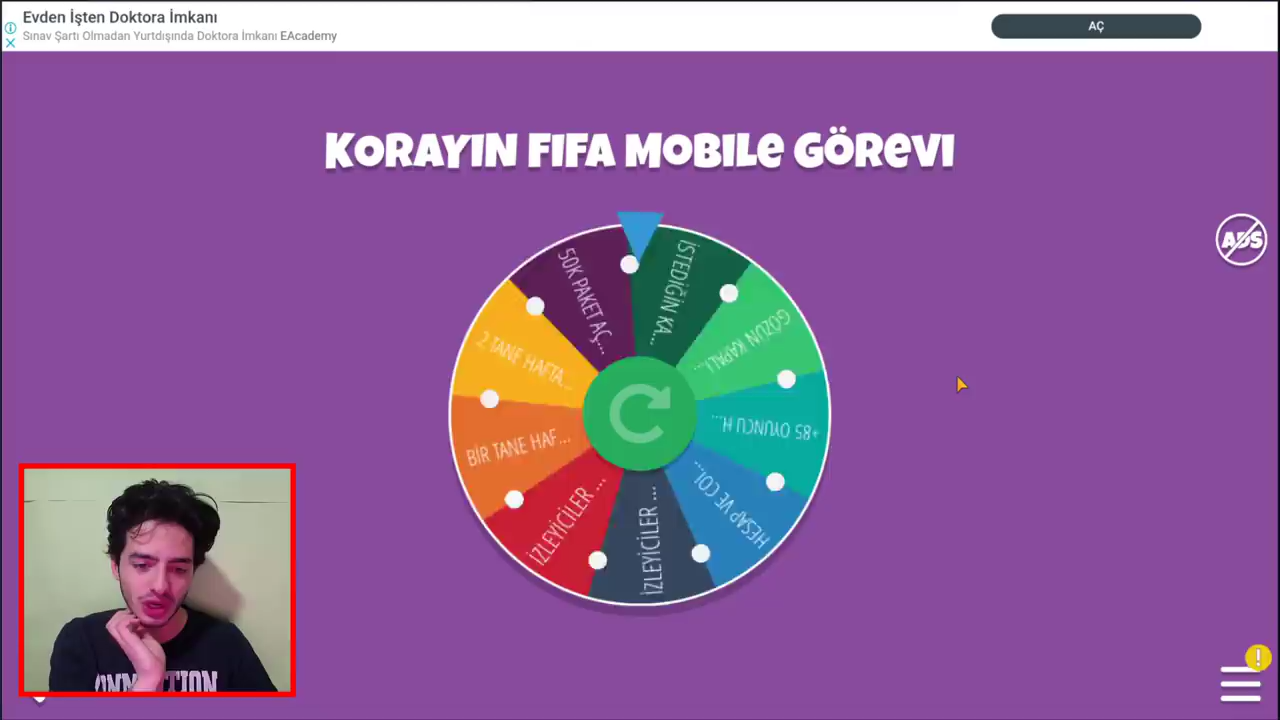 Evden İşten Doktora İmkanı
Sınav Şartı Olmadan Yurtdışında Doktora İmkanı EAcademy
AÇ
KORAYIN FIFA MOBILE GÖREVI
ADS
50K PAKET AÇ...
İSTEDİĞİN KA...
GÖZÜN KAPALI...
+85 OYUNCU H...
HESAP VE COI...
İZLEYİCİLER ...
İZLEYİCİLER ...
BİR TANE HAF...
2 TANE HAFTA...
!